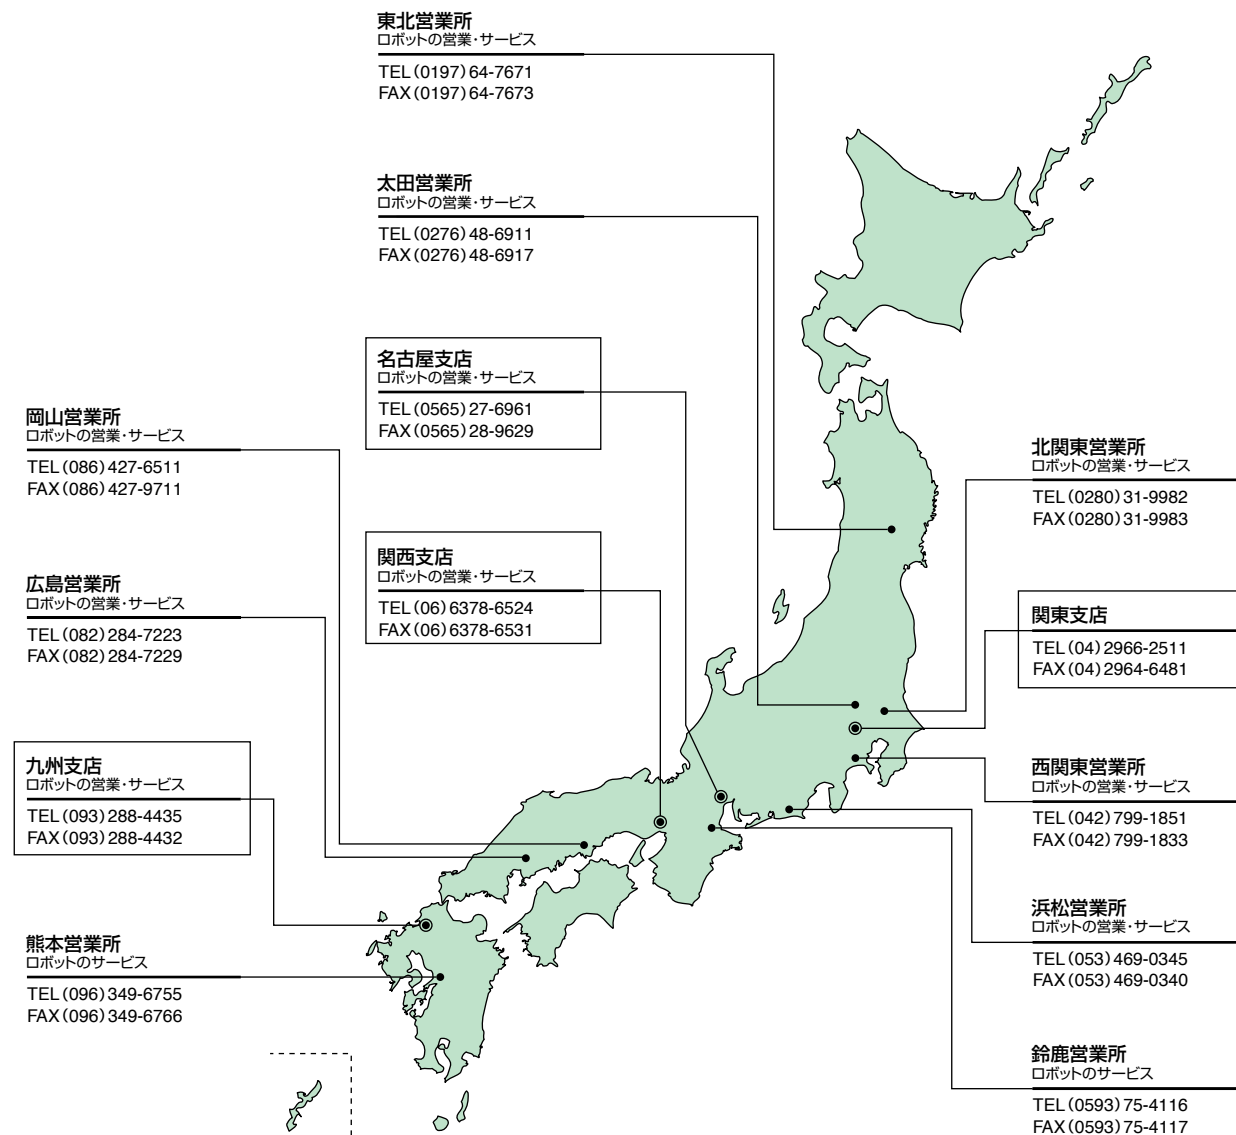 東北営業所
ロボットの営業・サービス
TEL(0197)64-7671
FAX(0197)64-7673
太田営業所
ロボットの営業・サービス
TEL(0276)48-6911
FAX(0276)48-6917
名古屋支店
ロボットの営業・サービス
TEL(0565)27-6961
FAX(0565)28-9629
岡山営業所
ロボットの営業・サービス
TEL(086)427-6511
FAX(086)427-9711
関西支店
ロボットの営業・サービス
TEL(06)6378-6524
FAX(06)6378-6531
広島営業所
ロボットの営業・サービス
TEL(082)284-7223
FAX(082)284-7229
九州支店
ロボットの営業・サービス
TEL(093)288-4435
FAX(093)288-4432
熊本営業所
ロボットのサービス
TEL(096)349-6755
FAX(096)349-6766
北関東営業所
ロボットの営業・サービス
TEL(0280)31-9982
FAX(0280)31-9983
関東支店
TEL(04)2966-2511
FAX(04)2964-6481
西関東営業所
ロボットの営業・サービス
TEL(042)799-1851
FAX(042)799-1833
浜松営業所
ロボットの営業・サービス
TEL(053)469-0345
FAX(053)469-0340
鈴鹿営業所
ロボットのサービス
TEL(0593)75-4116
FAX(0593)75-4117